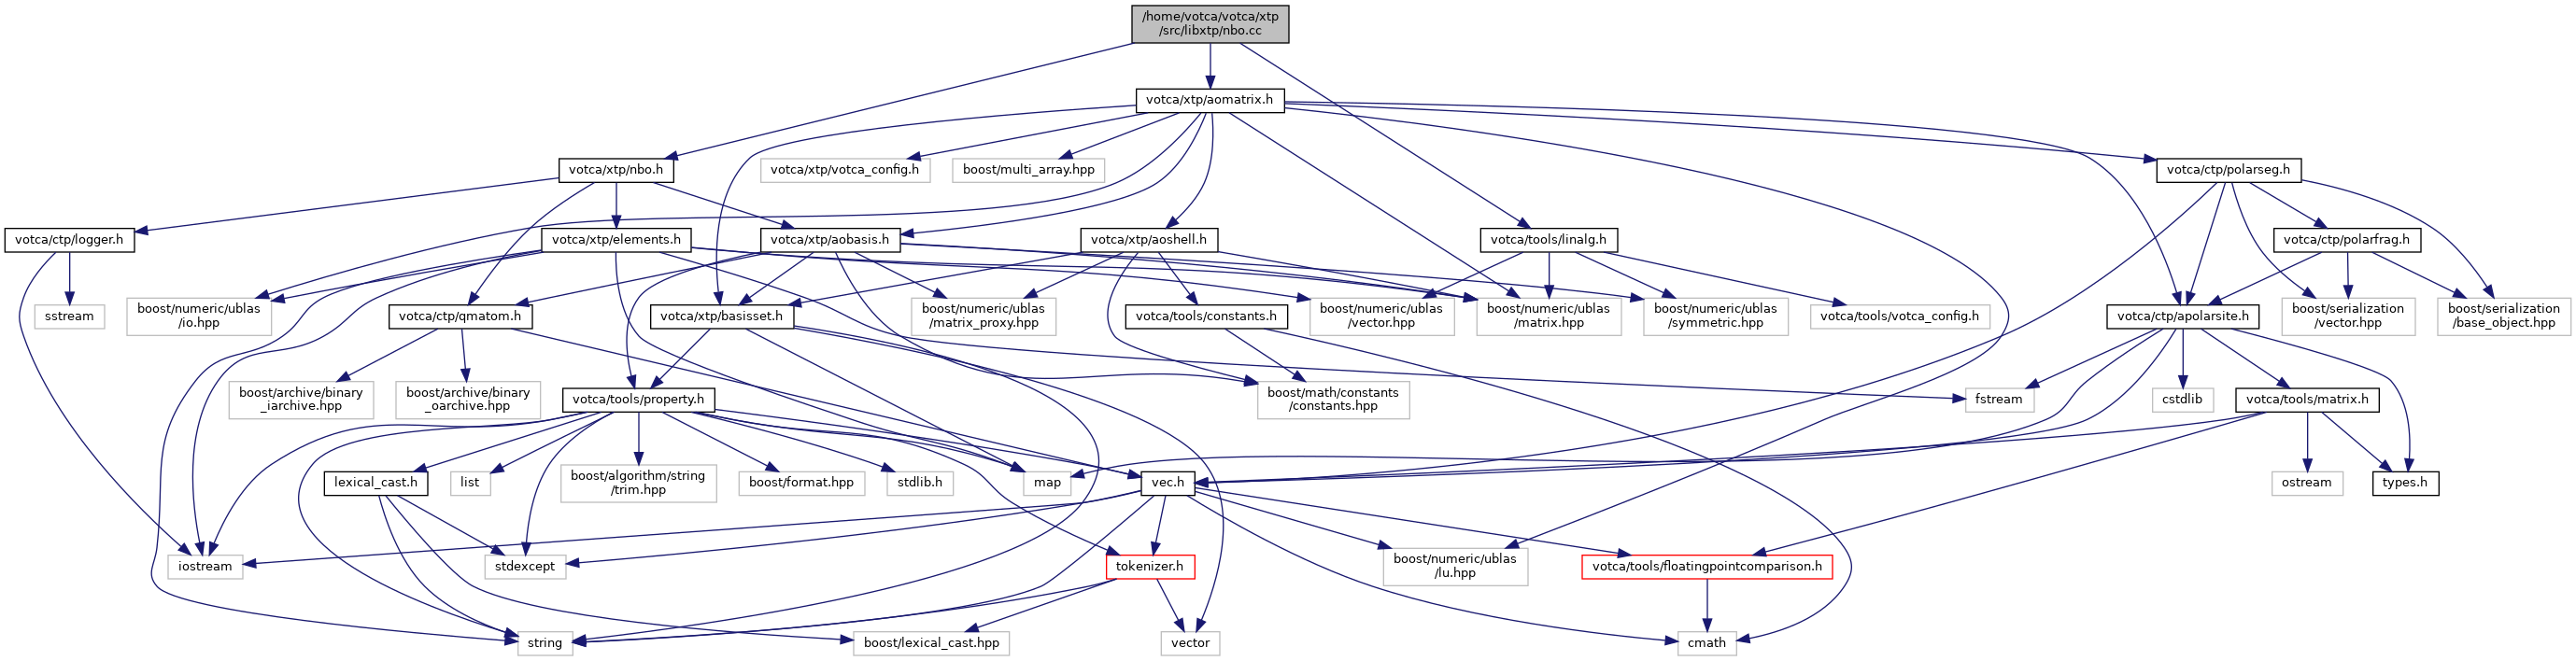 /home/votca/votca/xtp
/src/libxtp/nbo.cc
votca/xtp/aomatrix.h
votca/xtp/nbo.h
votca/xtp/votca_config.h
boost/multi_array.hpp
votca/ctp/polarseg.h
votca/ctp/logger.h
votca/xtp/elements.h
votca/xtp/aobasis.h
votca/xtp/aoshell.h
votca/tools/linalg.h
votca/ctp/polarfrag.h
sstream
boost/numeric/ublas
/io.hpp
votca/ctp/qmatom.h
votca/xtp/basisset.h
boost/numeric/ublas
/matrix_proxy.hpp
votca/tools/constants.h
boost/numeric/ublas
/vector.hpp
boost/numeric/ublas
/matrix.hpp
boost/numeric/ublas
/symmetric.hpp
votca/tools/votca_config.h
votca/ctp/apolarsite.h
boost/serialization
/vector.hpp
boost/serialization
/base_object.hpp
boost/archive/binary
_iarchive.hpp
boost/archive/binary
_oarchive.hpp
votca/tools/property.h
boost/math/constants
/constants.hpp
fstream
cstdlib
votca/tools/matrix.h
lexical_cast.h
list
boost/algorithm/string
/trim.hpp
boost/format.hpp
stdlib.h
map
vec.h
ostream
types.h
iostream
stdexcept
tokenizer.h
boost/numeric/ublas
/lu.hpp
votca/tools/floatingpointcomparison.h
string
boost/lexical_cast.hpp
vector
cmath